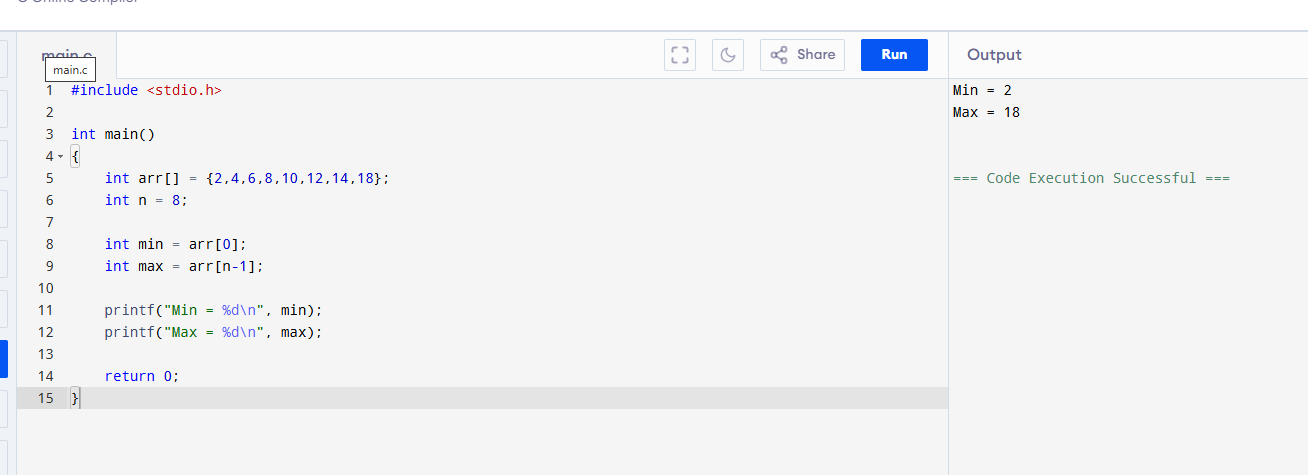 C Online Compiler
main.c
main.c
Share
Run
Output
1 #include <stdio.h>
2
3 int main()
4 {
5     int arr[] = {2,4,6,8,10,12,14,18};
6     int n = 8;
7
8     int min = arr[0];
9     int max = arr[n-1];
10
11     printf("Min = %d\n", min);
12     printf("Max = %d\n", max);
13
14     return 0;
15 }
Min = 2
Max = 18
=== Code Execution Successful ===